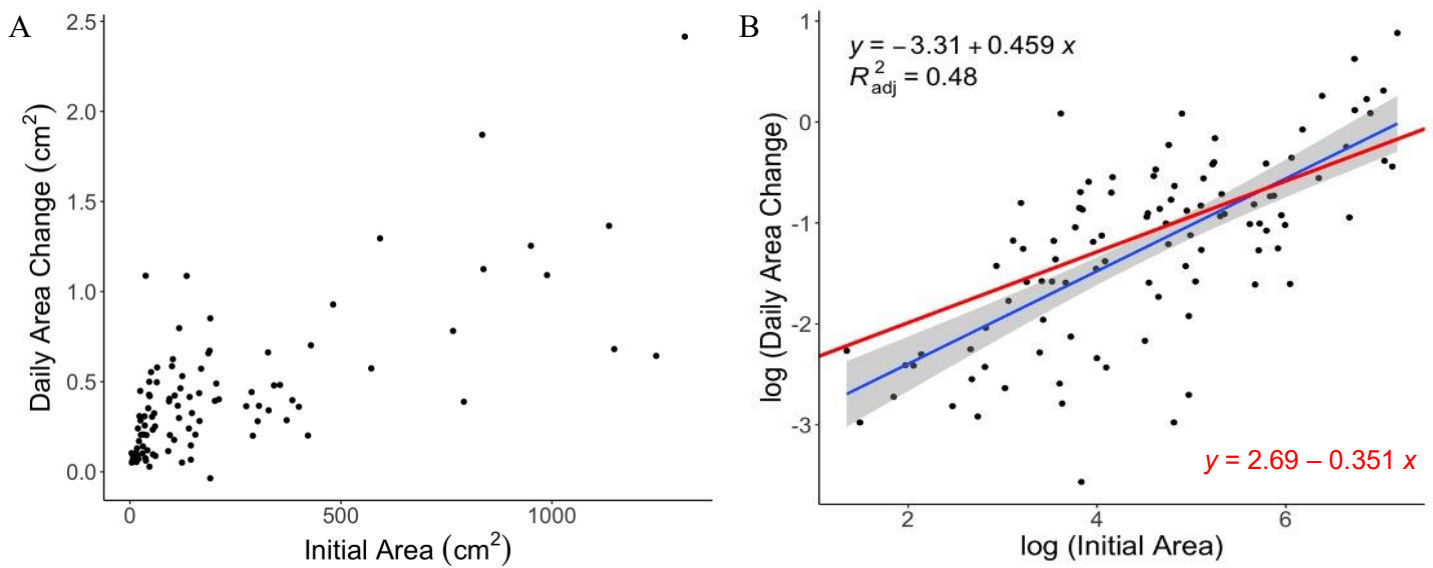 A
2.5
2.0
1.5
1.0
0.5
0.0
Daily Area Change (cm²)
0
500
1000
Initial Area (cm²)
B
y = − 3.31 + 0.459 x
R²adj = 0.48
1
0
-1
-2
-3
log (Daily Area Change)
y = 2.69 – 0.351 x
2
4
6
log (Initial Area)